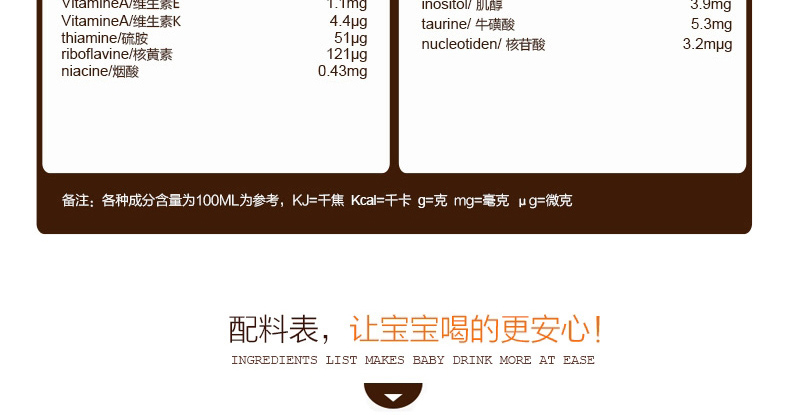 VitamineA/维生素E 1.1mg
VitamineA/维生素K 4.4µg
thiamine/硫胺 51µg
riboflavine/核黄素 121µg
niacine/烟酸 0.43mg
inositol/ 肌醇 3.9mg
taurine/ 牛磺酸 5.3mg
nucleotiden/ 核苷酸 3.2mµg
备注：各种成分含量为100ML为参考，KJ=千焦 Kcal=千卡 g=克 mg=毫克 µg=微克
配料表，让宝宝喝的更安心！
INGREDIENTS LIST MAKES BABY DRINK MORE AT EASE